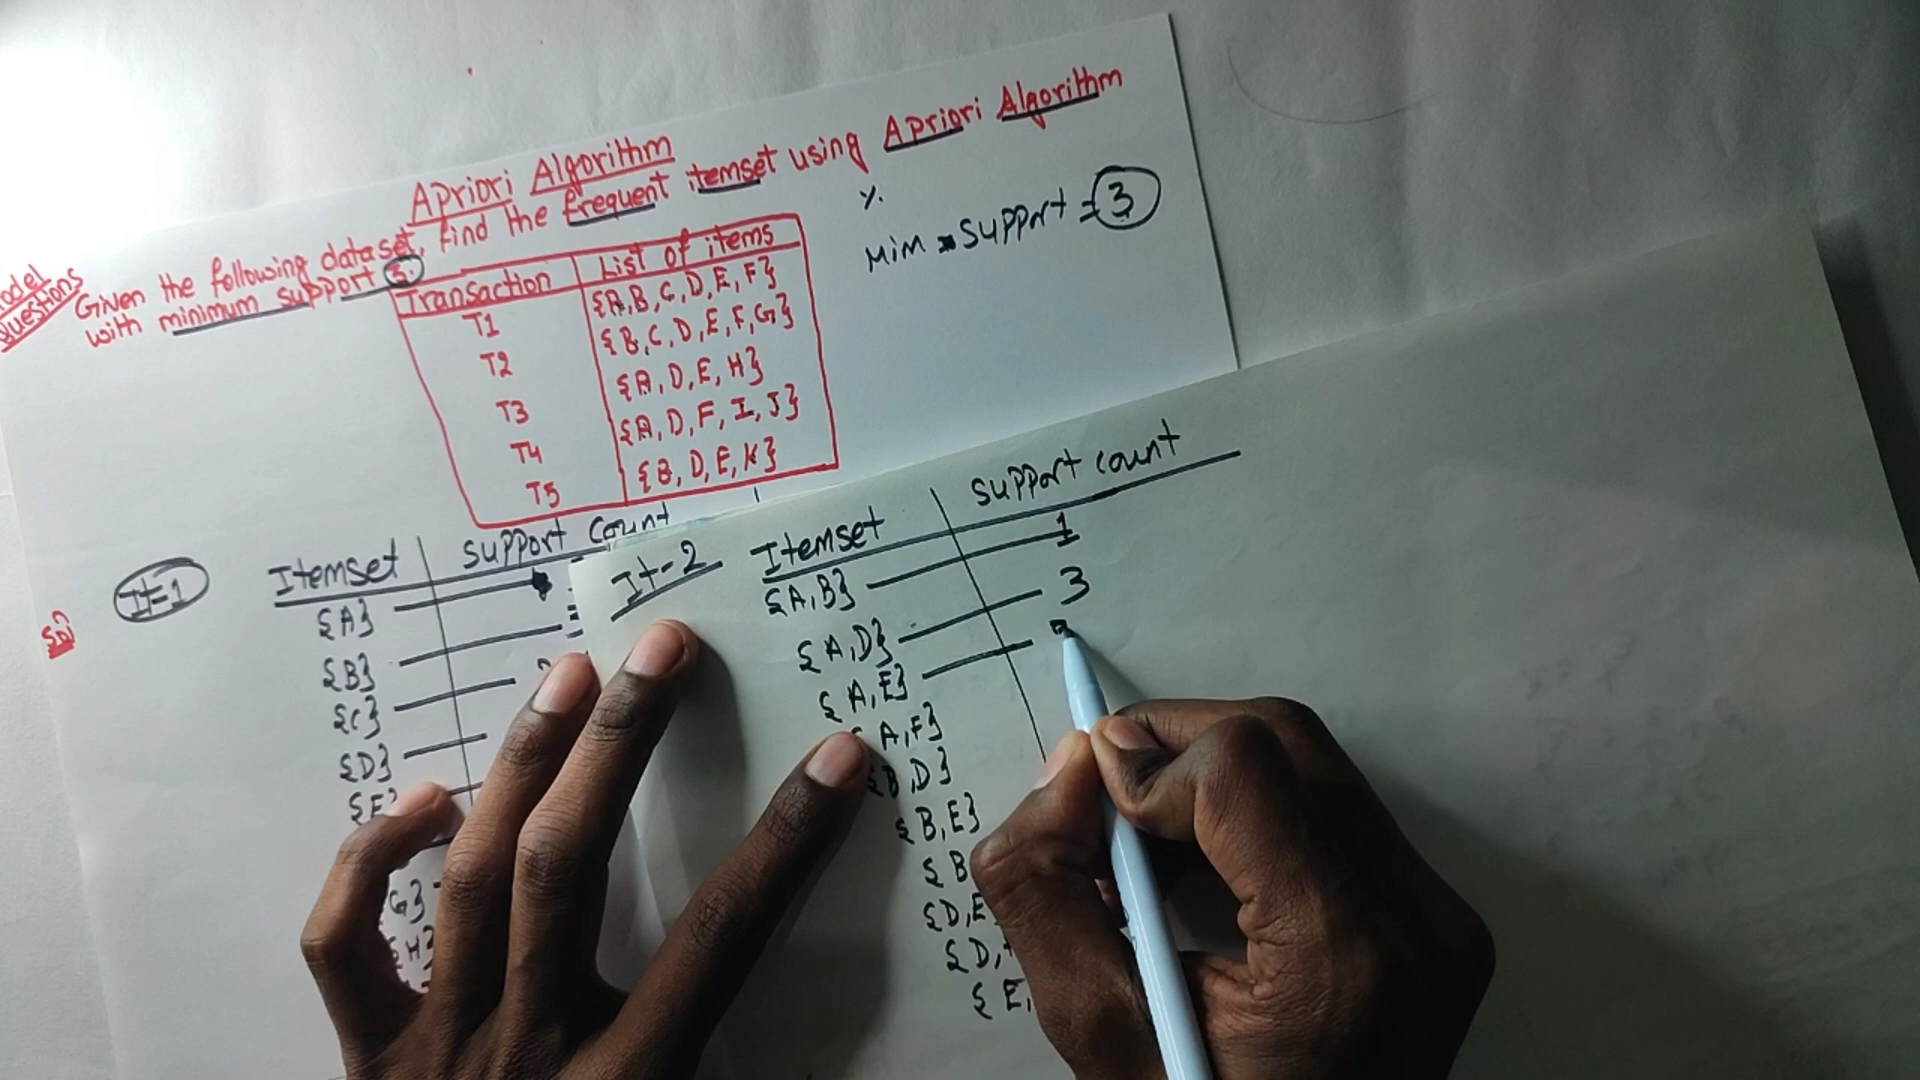 Apriori Algorithm
Given the following dataset, find the frequent itemset using Apriori Algorithm
with minimum support 3.
Questions
Transaction List of items
T1 {A,B,C,D,E,F}
T2 {B,C,D,E,F,G}
T3 {A,D,E,H}
T4 {A,D,F,I,J}
T5 {B,D,E,K}
Min support = 3
It=1
Itemset support count
{A}
{B}
{C}
{D}
{E}
G}
{H}
It-2
Itemset support count
{A,B} 1
{A,D} 3
{A,E}
A,F}
{B,D}
{B,E}
{B
{D,E
{D,
{E,